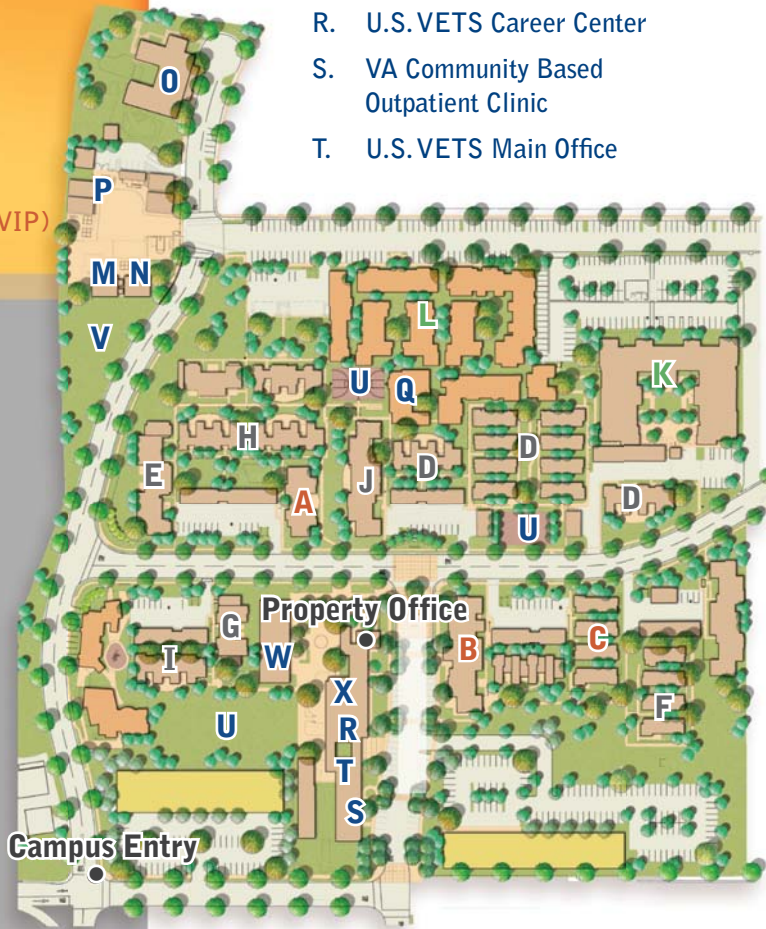 R. U.S. VETS Career Center
S. VA Community Based
Outpatient Clinic
T. U.S. VETS Main Office
O
P
VIP)
M N
V
L
U Q
K
H
E
A
J
D
D
D
U
Property Office
G
I
W
B
C
X
F
R
U
T
S
Campus Entry